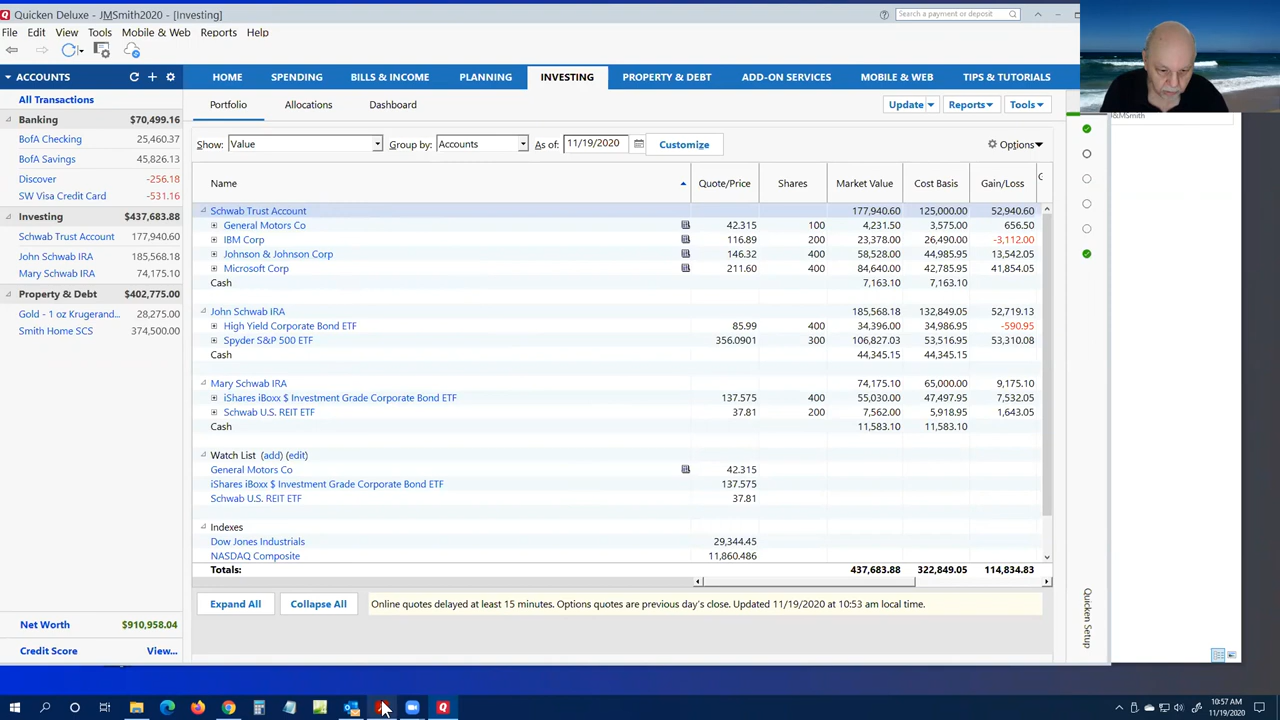 Quicken Deluxe - JMSmith2020 - [Investing]
Search a payment or deposit
File Edit View Tools Mobile & Web Reports Help
ACCOUNTS
HOME SPENDING BILLS & INCOME PLANNING INVESTING PROPERTY & DEBT ADD-ON SERVICES MOBILE & WEB TIPS & TUTORIALS
All Transactions
Banking $70,499.16
BofA Checking 25,460.37
BofA Savings 45,826.13
Discover -256.18
SW Visa Credit Card -531.16
Investing $437,683.88
Schwab Trust Account 177,940.60
John Schwab IRA 185,568.18
Mary Schwab IRA 74,175.10
Property & Debt $402,775.00
Gold - 1 oz Krugerand... 28,275.00
Smith Home SCS 374,500.00
Net Worth $910,958.04
Credit Score View...
Portfolio Allocations Dashboard
Update Reports Tools
Show: Value Group by: Accounts As of: 11/19/2020 Customize Options
Name Quote/Price Shares Market Value Cost Basis Gain/Loss
Schwab Trust Account 177,940.60 125,000.00 52,940.60
General Motors Co 42.315 100 4,231.50 3,575.00 656.50
IBM Corp 116.89 200 23,378.00 26,490.00 -3,112.00
Johnson & Johnson Corp 146.32 400 58,528.00 44,985.95 13,542.05
Microsoft Corp 211.60 400 84,640.00 42,785.95 41,854.05
Cash 7,163.10 7,163.10
John Schwab IRA 185,568.18 132,849.05 52,719.13
High Yield Corporate Bond ETF 85.99 400 34,396.00 34,986.95 -590.95
Spyder S&P 500 ETF 356.0901 300 106,827.03 53,516.95 53,310.08
Cash 44,345.15 44,345.15
Mary Schwab IRA 74,175.10 65,000.00 9,175.10
iShares iBoxx $ Investment Grade Corporate Bond ETF 137.575 400 55,030.00 47,497.95 7,532.05
Schwab U.S. REIT ETF 37.81 200 7,562.00 5,918.95 1,643.05
Cash 11,583.10 11,583.10
Watch List (add) (edit)
General Motors Co 42.315
iShares iBoxx $ Investment Grade Corporate Bond ETF 137.575
Schwab U.S. REIT ETF 37.81
Indexes
Dow Jones Industrials 29,344.45
NASDAQ Composite 11,860.486
Totals: 437,683.88 322,849.05 114,834.83
Expand All Collapse All Online quotes delayed at least 15 minutes. Options quotes are previous day's close. Updated 11/19/2020 at 10:53 am local time.
Quicken Setup
10:57 AM
11/19/2020